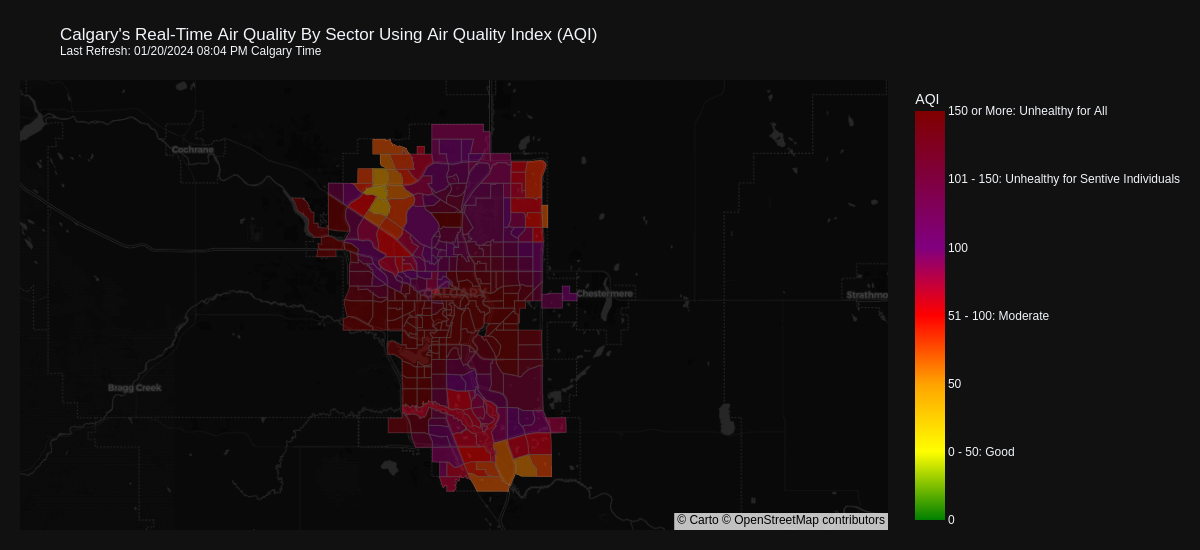 Calgary's Real-Time Air Quality By Sector Using Air Quality Index (AQI)
Last Refresh: 01/20/2024 08:04 PM Calgary Time
AQI
150 or More: Unhealthy for All
Cochrane
101 - 150: Unhealthy for Sentive Individuals
100
CALGARY
Chestermere
Strathmo
51 - 100: Moderate
Bragg Creek
50
0 - 50: Good
0
© Carto © OpenStreetMap contributors